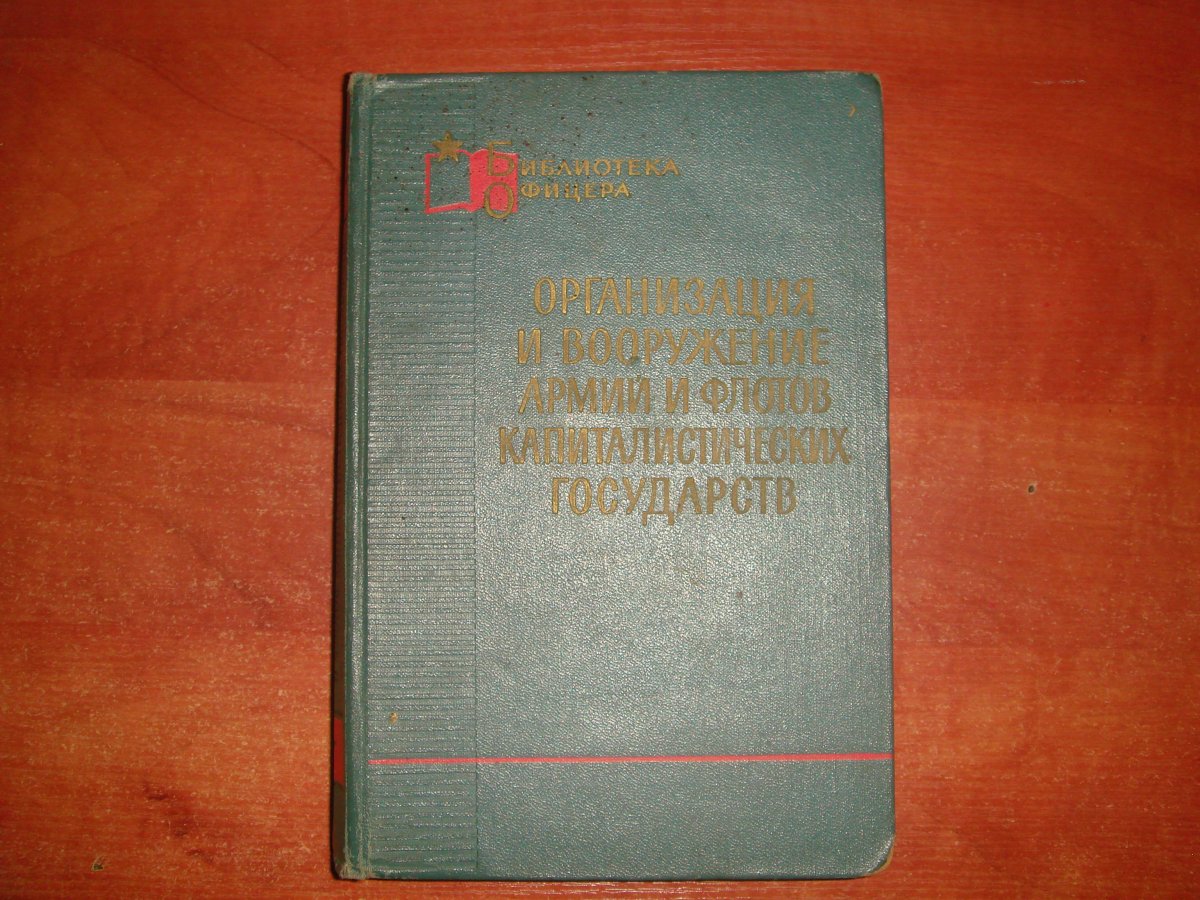 БИБЛИОТЕКА
ОФИЦЕРА
ОРГАНИЗАЦИЯ
И ВООРУЖЕНИЕ
АРМИЙ И ФЛОТОВ
КАПИТАЛИСТИЧЕСКИХ
ГОСУДАРСТВ